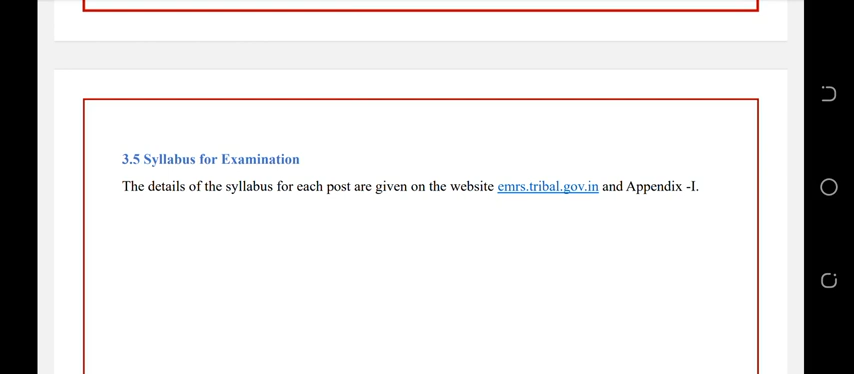 3.5 Syllabus for Examination
The details of the syllabus for each post are given on the website emrs.tribal.gov.in and Appendix -I.